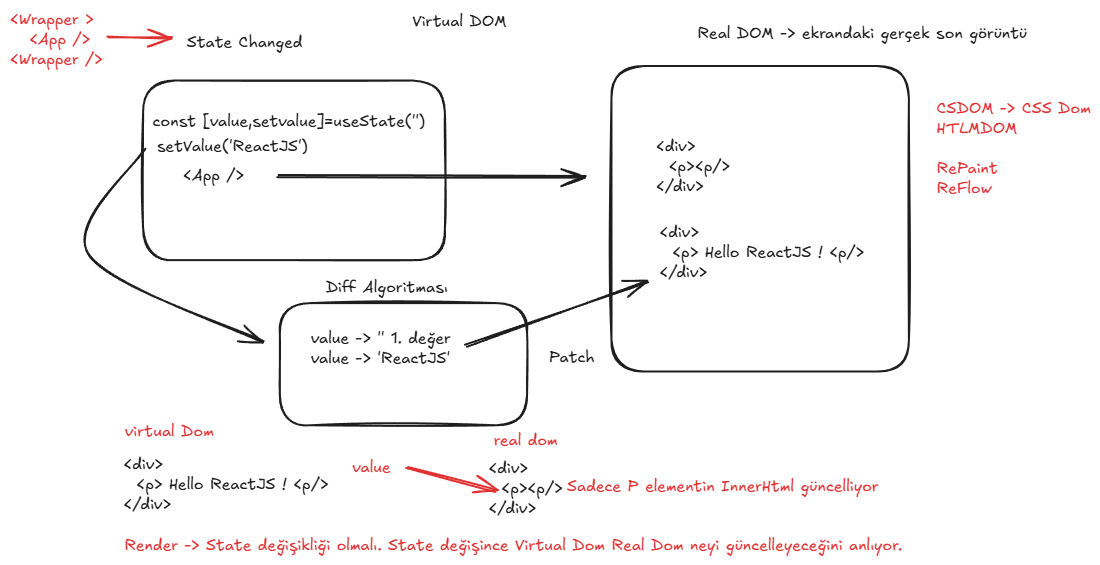 <Wrapper >
<App />
<Wrapper />
State Changed
Virtual DOM
Real DOM -> ekrandaki gerçek son görüntü
const [value,setvalue]=useState('')
setValue('ReactJS')
<App />
<div>
<p><p/>
</div>
<div>
<p> Hello ReactJS ! <p/>
</div>
CSDOM -> CSS Dom
HTLMDOM
RePaint
ReFlow
Diff Algoritması
value -> '' 1. değer
value -> 'ReactJS'
Patch
virtual Dom
<div>
<p> Hello ReactJS ! <p/>
</div>
value
real dom
<div>
<p><p/> Sadece P elementin InnerHtml güncelliyor
</div>
Render -> State değişikliği olmalı. State değişince Virtual Dom Real Dom neyi güncelleyeceğini anlıyor.